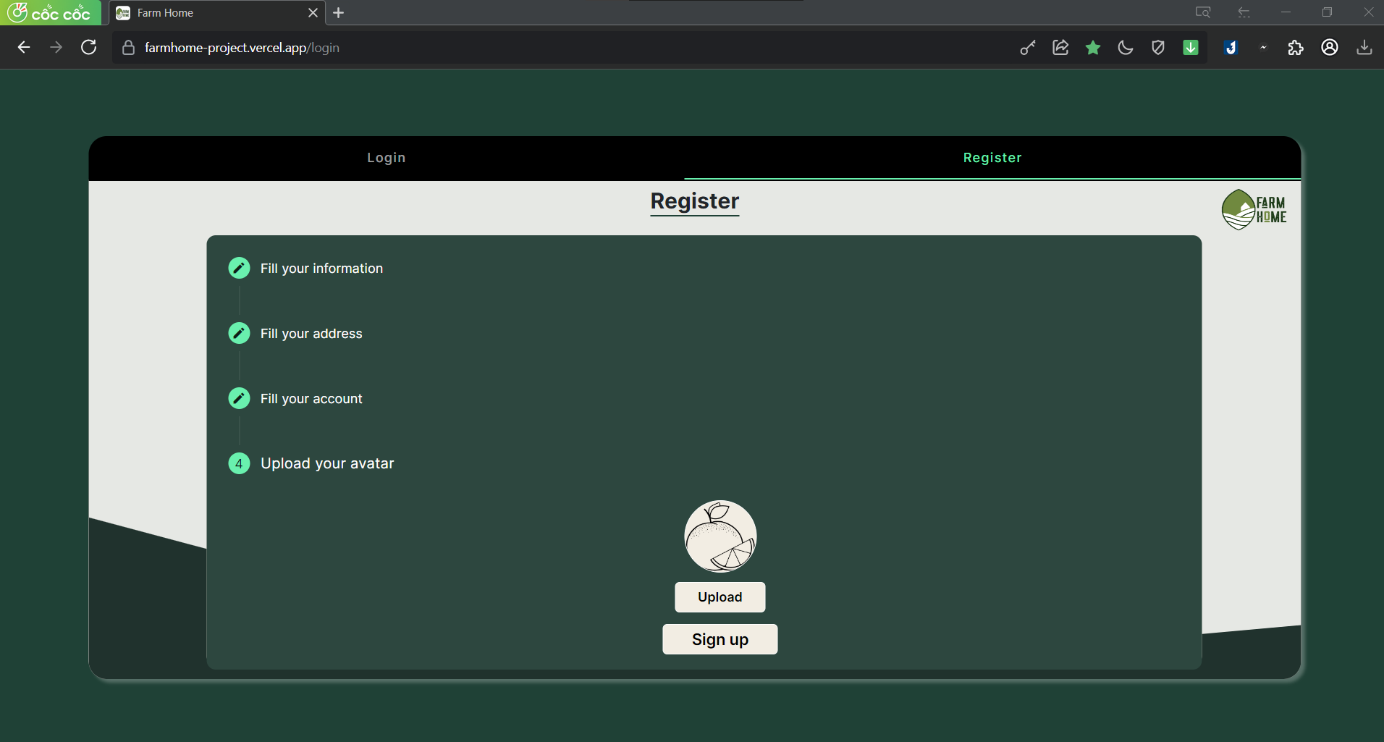 cốc cốc
Farm Home
farmhome-project.vercel.app/login
Login
Register
Register
FARM
HOME
Fill your information
Fill your address
Fill your account
4
Upload your avatar
Upload
Sign up